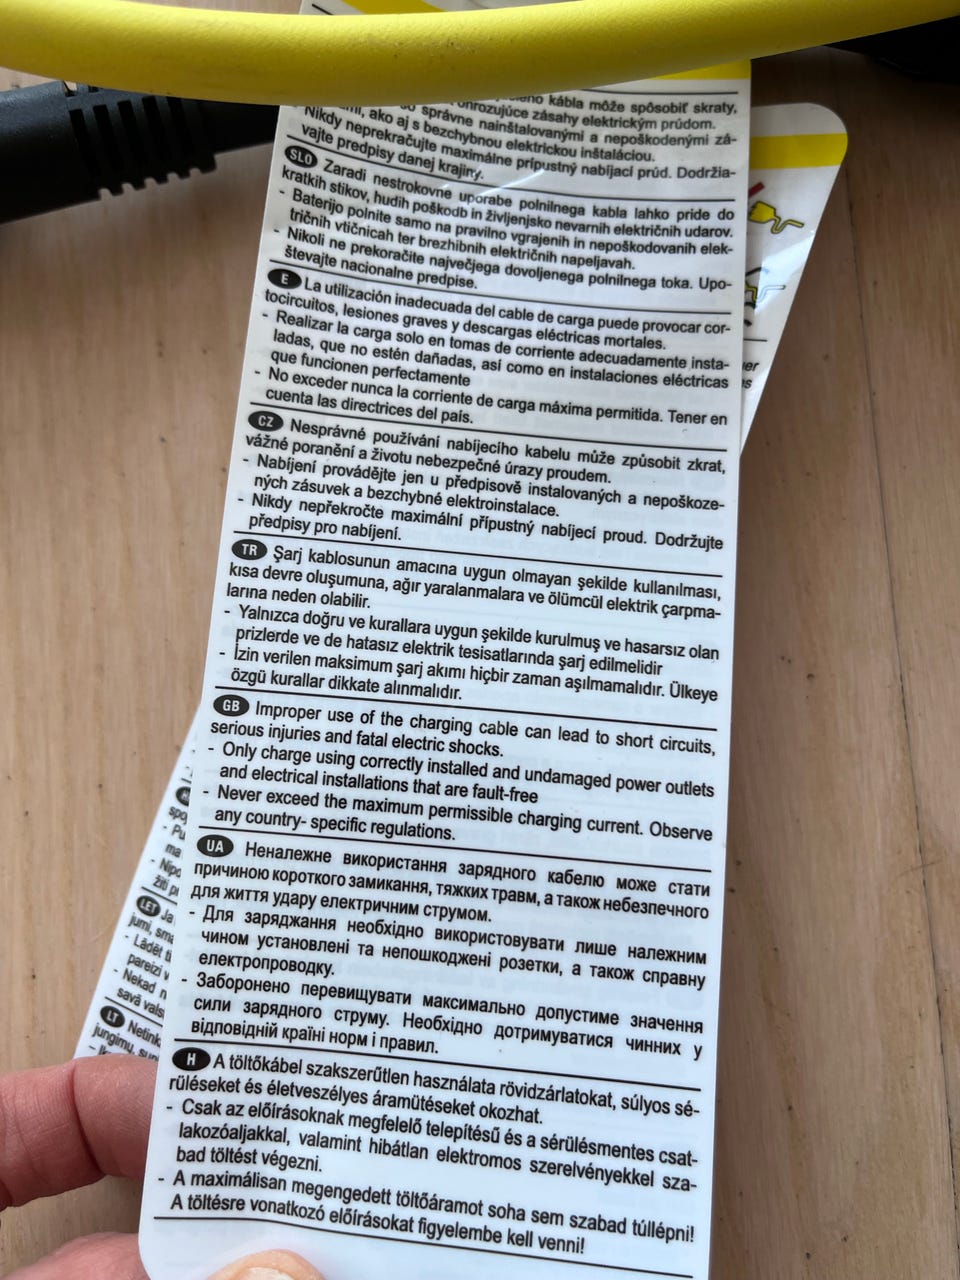 kábla môže spôsobiť skraty,
ohrozujúce zásahy elektrickým prúdom.
správne nainštalovanými a nepoškodenými zá-
ako aj s bezchybnou elektrickou inštaláciou.
Nikdy neprekračujte maximálne prípustný nabíjací prúd. Dodržia-
vajte predpisy danej krajiny.
SLO Zaradi nestrokovne uporabe polnilnega kabla lahko pride do
kratkih stikov, hudih poškodb in življenjsko nevarnih električnih udarov.
- Baterijo polnite samo na pravilno vgrajenih in nepoškodovanih elek-
tričnih vtičnicah ter brezhibnih električnih napeljavah.
- Nikoli ne prekoračite največjega dovoljenega polnilnega toka. Upo-
števajte nacionalne predpise.
E La utilización inadecuada del cable de carga puede provocar cor-
tocircuitos, lesiones graves y descargas eléctricas mortales.
- Realizar la carga solo en tomas de corriente adecuadamente insta-
ladas, que no estén dañadas, así como en instalaciones eléctricas
que funcionen perfectamente
- No exceder nunca la corriente de carga máxima permitida. Tener en
cuenta las directrices del país.
CZ Nesprávné používání nabíjecího kabelu může způsobit zkrat,
vážné poranění a životu nebezpečné úrazy proudem.
- Nabíjení provádějte jen u předpisově instalovaných a nepoškoze-
ných zásuvek a bezchybné elektroinstalace.
- Nikdy nepřekročte maximální přípustný nabíjecí proud. Dodržujte
předpisy pro nabíjení.
TR Şarj kablosunun amacına uygun olmayan şekilde kullanılması,
kısa devre oluşumuna, ağır yaralanmalara ve ölümcül elektrik çarpma-
larına neden olabilir.
- Yalnızca doğru ve kurallara uygun şekilde kurulmuş ve hasarsız olan
prizlerde ve de hatasız elektrik tesisatlarında şarj edilmelidir
- İzin verilen maksimum şarj akımı hiçbir zaman aşılmamalıdır. Ülkeye
özgü kurallar dikkate alınmalıdır.
GB Improper use of the charging cable can lead to short circuits,
serious injuries and fatal electric shocks.
- Only charge using correctly installed and undamaged power outlets
and electrical installations that are fault-free
- Never exceed the maximum permissible charging current. Observe
any country- specific regulations.
UA Неналежне використання зарядного кабелю може стати
причиною короткого замикання, тяжких травм, а також небезпечного
для життя удару електричним струмом.
- Для заряджання необхідно використовувати лише належним
чином установлені та непошкоджені розетки, а також справну
електропроводку.
- Заборонено перевищувати максимально допустиме значення
сили зарядного струму. Необхідно дотримуватися чинних у
відповідній країні норм і правил.
H A töltőkábel szakszerűtlen használata rövidzárlatokat, súlyos sé-
rüléseket és életveszélyes áramütéseket okozhat.
- Csak az előírásoknak megfelelő telepítésű és a sérülésmentes csat-
lakozóaljakkal, valamint hibátlan elektromos szerelvényekkel sza-
bad töltést végezni.
- A maximálisan megengedett töltőáramot soha sem szabad túllépni!
A töltésre vonatkozó előírásokat figyelembe kell venni!
LET
- Lādēt
pareizi
- Nekad
savā
LT